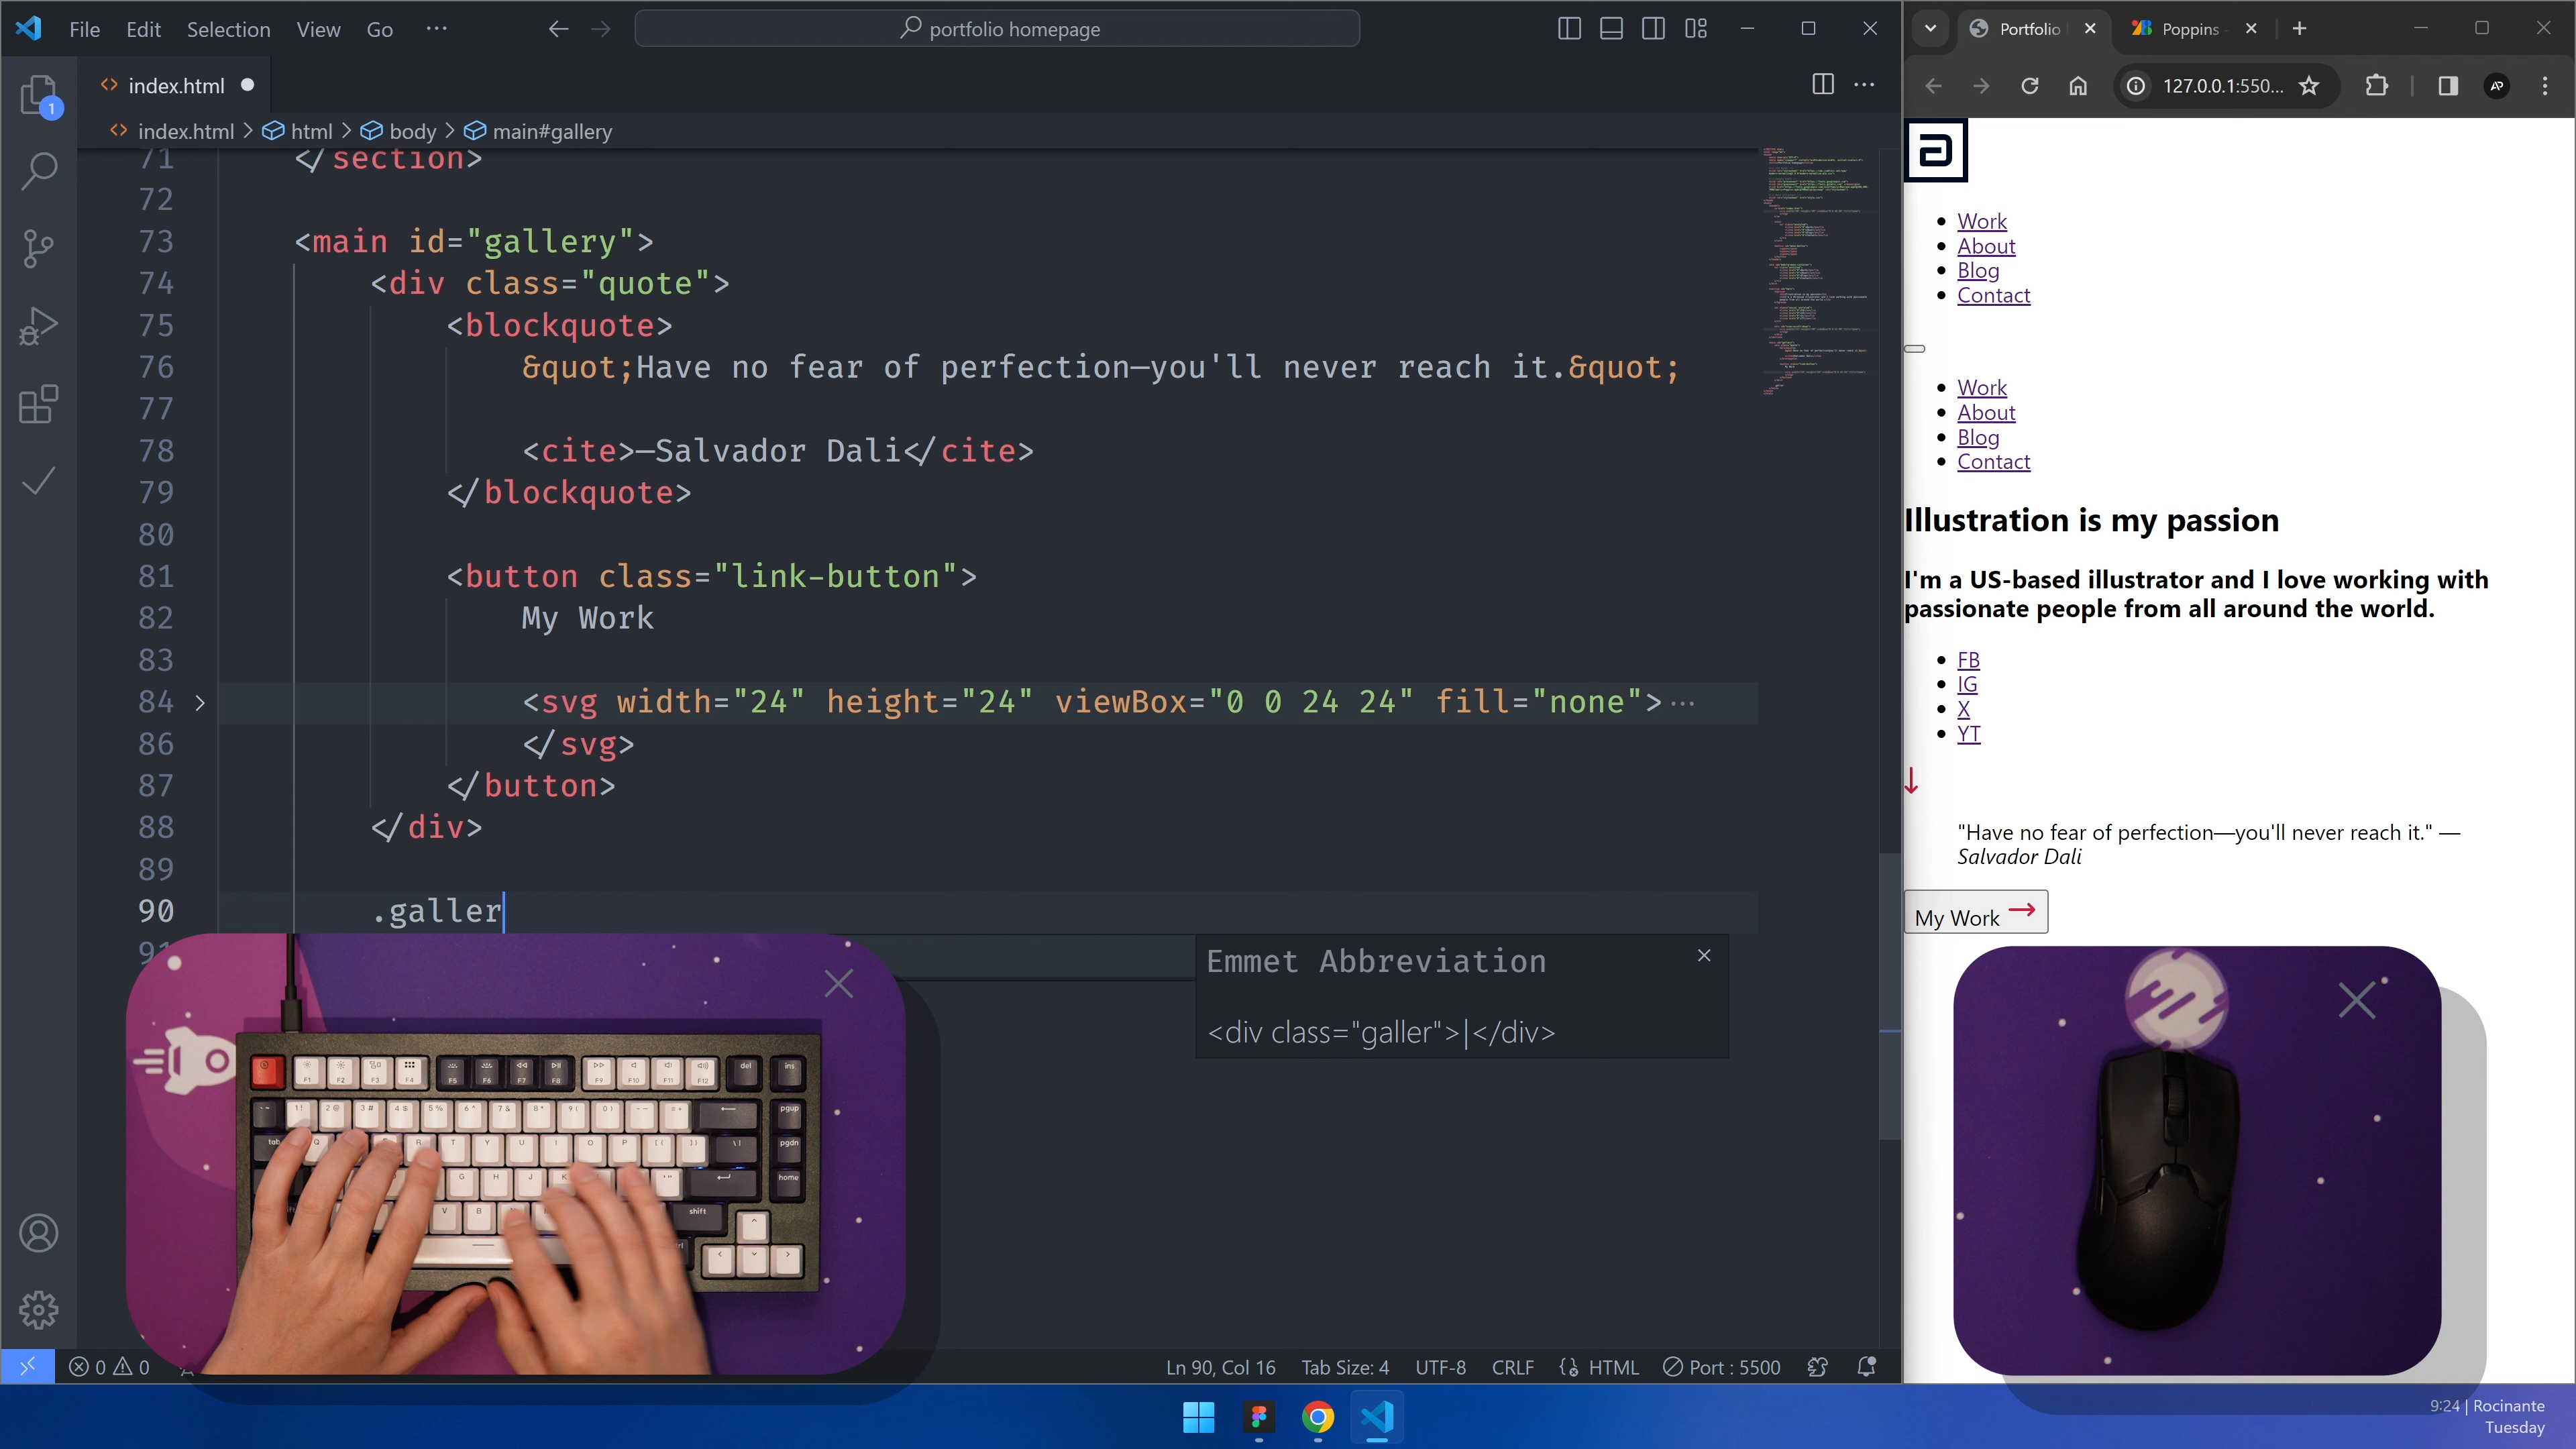 File Edit Selection View Go ···
portfolio homepage
index.html
index.html > html > body > main#gallery
71 </section>
72
73 <main id="gallery">
74 <div class="quote">
75 <blockquote>
76 &quot;Have no fear of perfection—you'll never reach it.&quot;
77
78 <cite>—Salvador Dali</cite>
79 </blockquote>
80
81 <button class="link-button">
82 My Work
83
84 <svg width="24" height="24" viewBox="0 0 24 24" fill="none">···
86 </svg>
87 </button>
88 </div>
89
90 .galler
Emmet Abbreviation
<div class="galler">|</div>
0 0
Ln 90, Col 16 Tab Size: 4 UTF-8 CRLF HTML Port : 5500
Portfolio
Poppins
127.0.0.1:550...
Work
About
Blog
Contact
Work
About
Blog
Contact
Illustration is my passion
I'm a US-based illustrator and I love working with
passionate people from all around the world.
FB
IG
X
YT
"Have no fear of perfection—you'll never reach it." —
Salvador Dali
My Work
9:24 | Rocinante
Tuesday